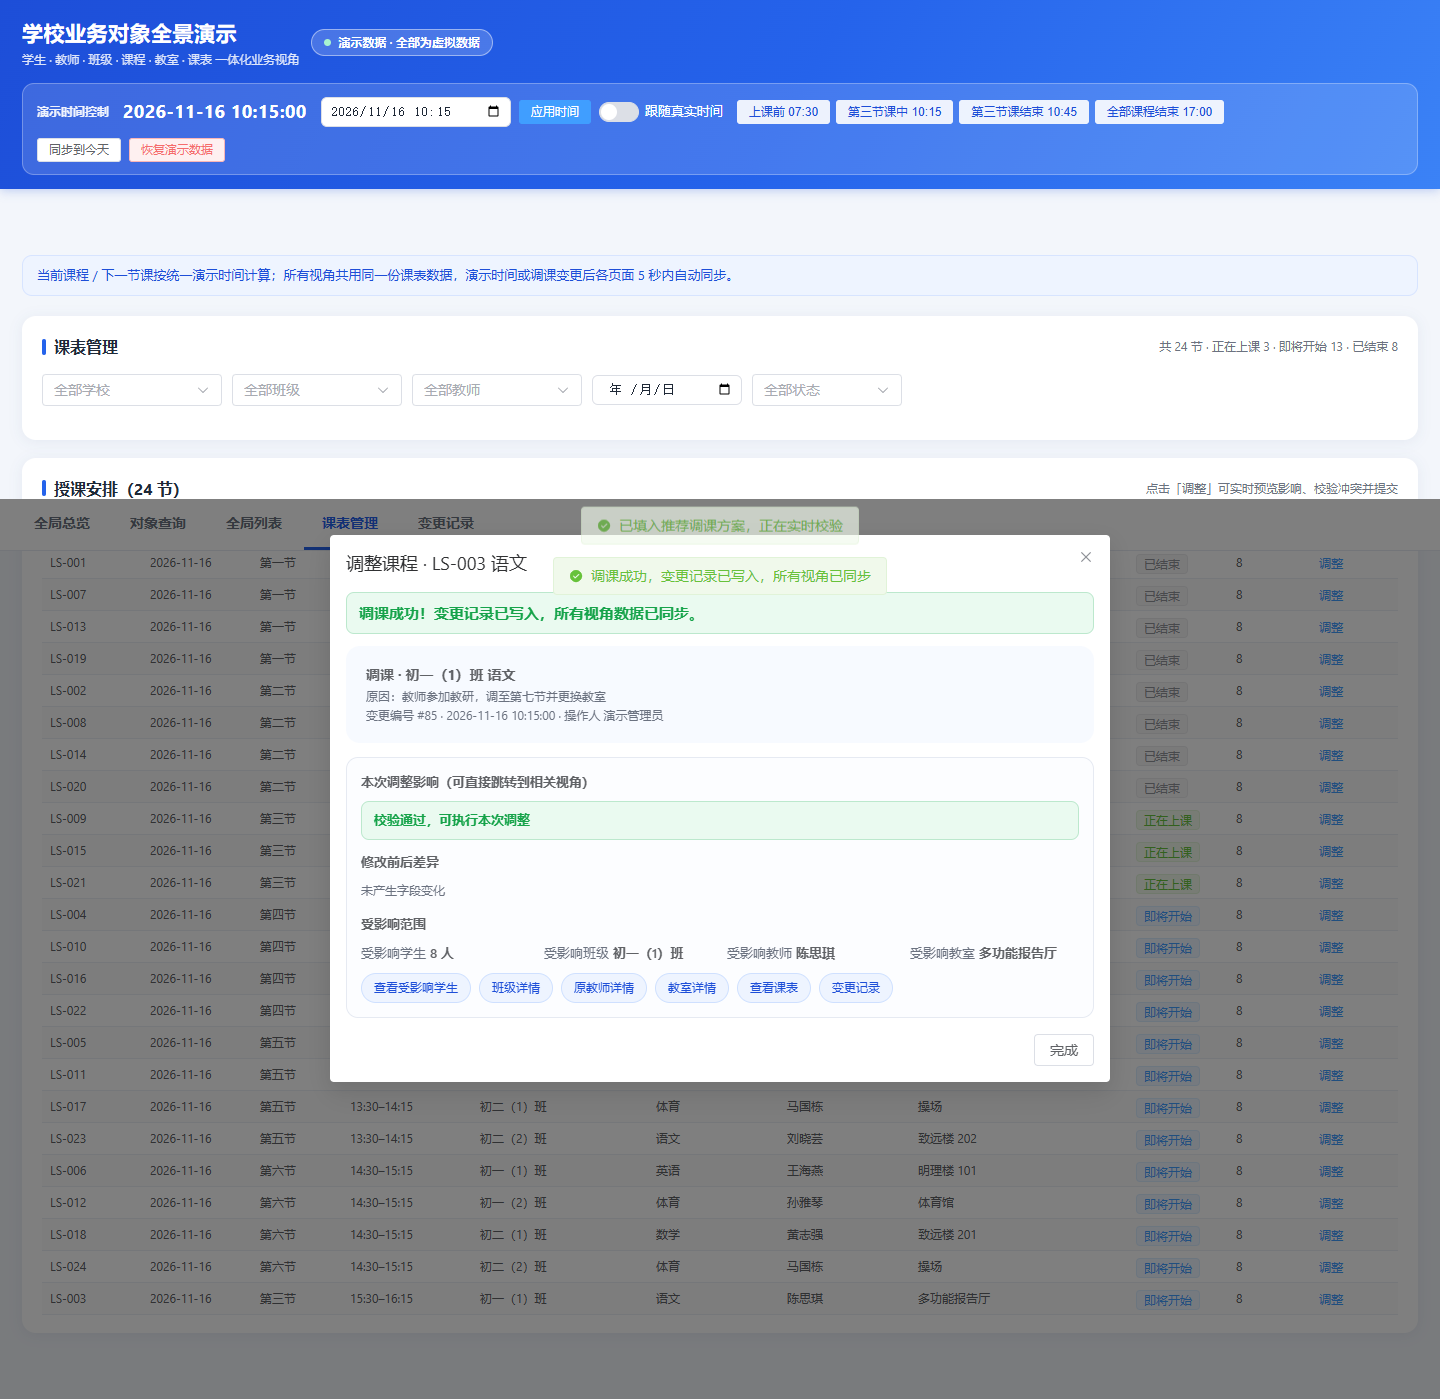 学校业务对象全景演示
学生 · 教师 · 班级 · 课程 · 教室 · 课表 一体化业务视角
演示数据 · 全部为虚拟数据
演示时间控制 2026-11-16 10:15:00 2026/11/16 10:15 应用时间 跟随真实时间 上课前 07:30 第三节课中 10:15 第三节课结束 10:45 全部课程结束 17:00
同步到今天 恢复演示数据
当前课程 / 下一节课按统一演示时间计算；所有视角共用同一份课表数据，演示时间或调课变更后各页面 5 秒内自动同步。
课表管理 共 24 节 · 正在上课 3 · 即将开始 13 · 已结束 8
全部学校 全部班级 全部教师 年 /月/日 全部状态
授课安排（24 节） 点击「调整」可实时预览影响、校验冲突并提交
全局总览 对象查询 全局列表 课表管理 变更记录
已填入推荐调课方案，正在实时校验
调整课程 · LS-003 语文
调课成功，变更记录已写入，所有视角已同步
调课成功！变更记录已写入，所有视角数据已同步。
调课 · 初一（1）班 语文
原因：教师参加教研，调至第七节并更换教室
变更编号 #85 · 2026-11-16 10:15:00 · 操作人 演示管理员
本次调整影响（可直接跳转到相关视角）
校验通过，可执行本次调整
修改前后差异
未产生字段变化
受影响范围
受影响学生 8 人 受影响班级 初一（1）班 受影响教师 陈思琪 受影响教室 多功能报告厅
查看受影响学生 班级详情 原教师详情 教室详情 查看课表 变更记录
完成
LS-001 2026-11-16 第一节 已结束 8 调整
LS-007 2026-11-16 第一节 已结束 8 调整
LS-013 2026-11-16 第一节 已结束 8 调整
LS-019 2026-11-16 第一节 已结束 8 调整
LS-002 2026-11-16 第二节 已结束 8 调整
LS-008 2026-11-16 第二节 已结束 8 调整
LS-014 2026-11-16 第二节 已结束 8 调整
LS-020 2026-11-16 第二节 已结束 8 调整
LS-009 2026-11-16 第三节 正在上课 8 调整
LS-015 2026-11-16 第三节 正在上课 8 调整
LS-021 2026-11-16 第三节 正在上课 8 调整
LS-004 2026-11-16 第四节 即将开始 8 调整
LS-010 2026-11-16 第四节 即将开始 8 调整
LS-016 2026-11-16 第四节 即将开始 8 调整
LS-022 2026-11-16 第四节 即将开始 8 调整
LS-005 2026-11-16 第五节 即将开始 8 调整
LS-011 2026-11-16 第五节 即将开始 8 调整
LS-017 2026-11-16 第五节 13:30–14:15 初二（1）班 体育 马国栋 操场 即将开始 8 调整
LS-023 2026-11-16 第五节 13:30–14:15 初二（2）班 语文 刘晓芸 致远楼 202 即将开始 8 调整
LS-006 2026-11-16 第六节 14:30–15:15 初一（1）班 英语 王海燕 明理楼 101 即将开始 8 调整
LS-012 2026-11-16 第六节 14:30–15:15 初一（2）班 体育 孙雅琴 体育馆 即将开始 8 调整
LS-018 2026-11-16 第六节 14:30–15:15 初二（1）班 数学 黄志强 致远楼 201 即将开始 8 调整
LS-024 2026-11-16 第六节 14:30–15:15 初二（2）班 体育 马国栋 操场 即将开始 8 调整
LS-003 2026-11-16 第三节 15:30–16:15 初一（1）班 语文 陈思琪 多功能报告厅 即将开始 8 调整